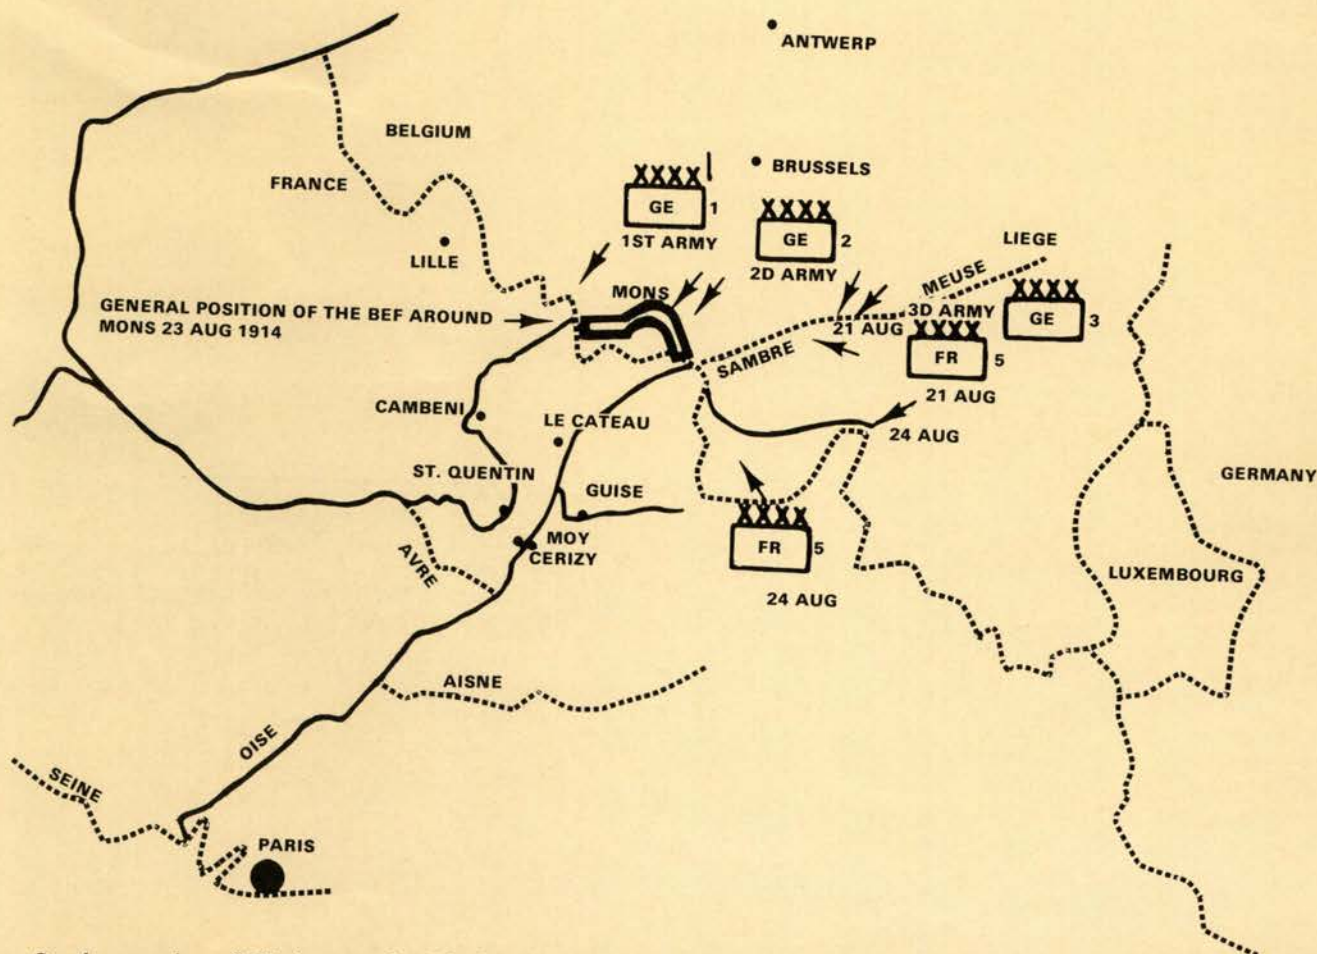 ANTWERP
BELGIUM
FRANCE
BRUSSELS
XXXX
GE 1
1ST ARMY
XXXX
GE 2
2D ARMY
LIEGE
LILLE
MEUSE
MONS
GENERAL POSITION OF THE BEF AROUND
MONS 23 AUG 1914
21 AUG
3D ARMY
XXXX
GE 3
XXXX
FR 5
21 AUG
SAMBRE
CAMBENI
LE CATEAU
24 AUG
ST. QUENTIN
GUISE
GERMANY
MOY
CERIZY
XXXX
FR 5
24 AUG
AVRE
LUXEMBOURG
AISNE
OISE
SEINE
PARIS